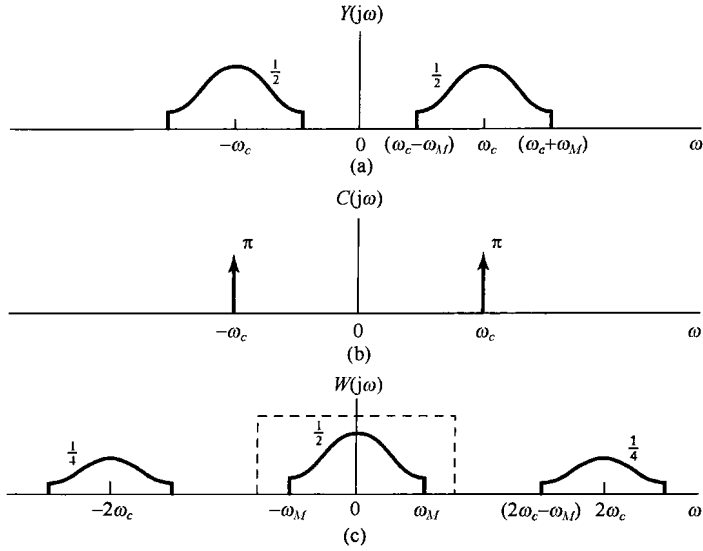 Y(jω)
1/2 1/2
−ω_c 0 (ω_c−ω_M) ω_c (ω_c+ω_M) ω
(a)
C(jω)
π π
−ω_c 0 ω_c ω
(b)
W(jω)
1/4 1/2 1/4
−2ω_c −ω_M 0 ω_M (2ω_c−ω_M) 2ω_c ω
(c)